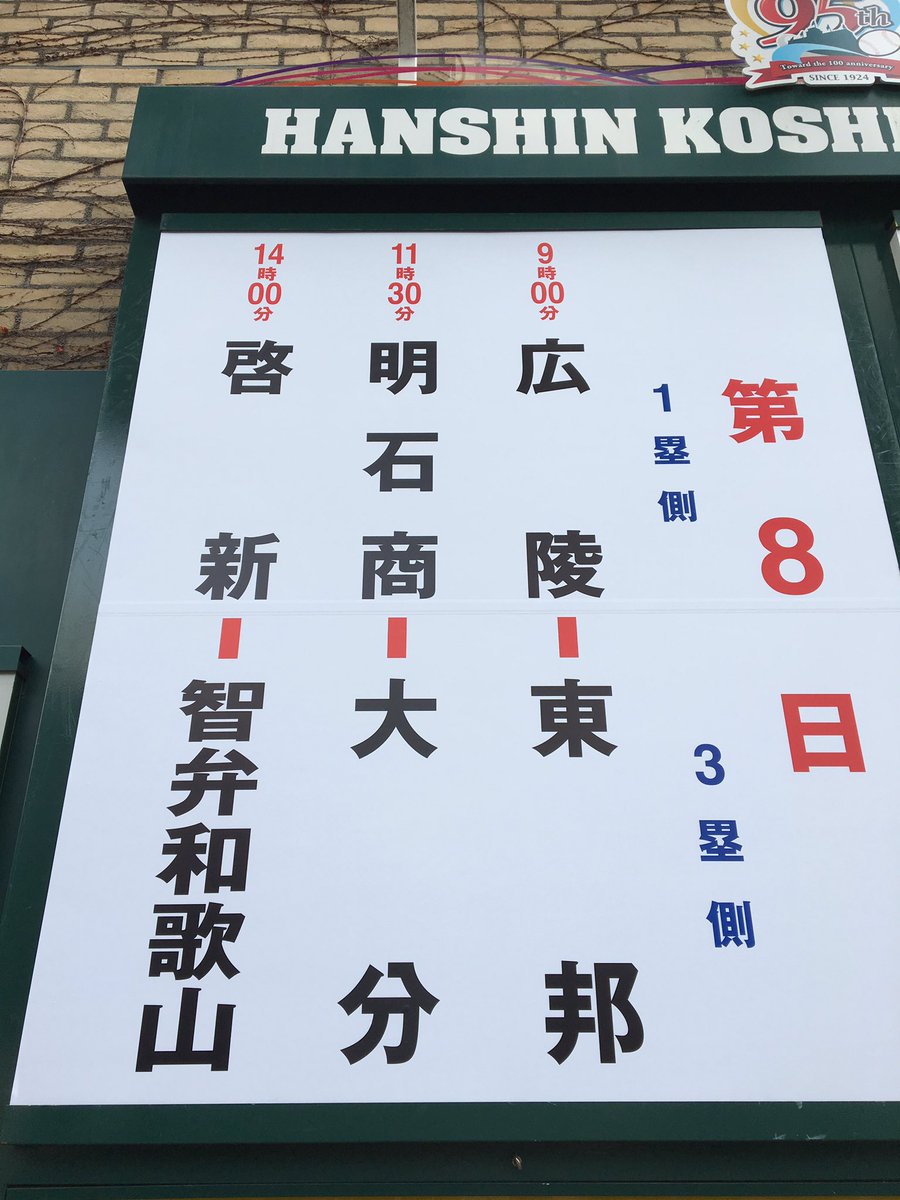 95th
Toward the 100 anniversary
SINCE 1924
HANSHIN KOSHI
第8日
1塁側
3塁側
9時00分
広陵ー東邦
11時30分
明石商ー大分
14時00分
啓新ー智弁和歌山